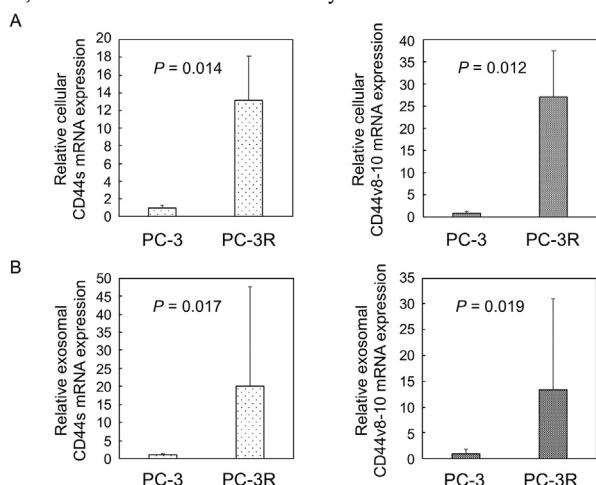 A
Relative cellular
CD44s mRNA expression
20
18
16
14
12
10
8
6
4
2
0
P = 0.014
PC-3 PC-3R
Relative cellular
CD44v8-10 mRNA expression
40
35
30
25
20
15
10
5
0
P = 0.012
PC-3 PC-3R
B
Relative exosomal
CD44s mRNA expression
50
45
40
35
30
25
20
15
10
5
0
P = 0.017
PC-3 PC-3R
Relative exosomal
CD44v8-10 mRNA expression
35
30
25
20
15
10
5
0
P = 0.019
PC-3 PC-3R